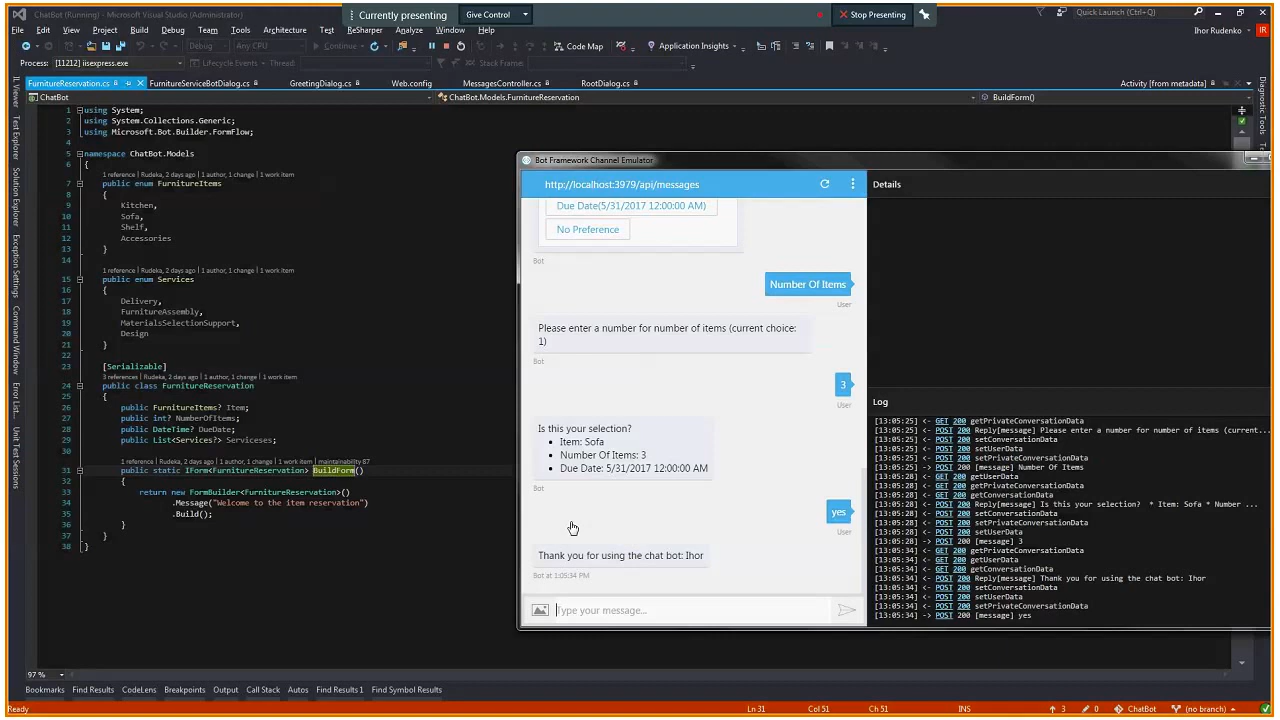 ChatBot (Running) - Microsoft Visual Studio (Administrator)
Currently presenting
Give Control
Stop Presenting
Quick Launch (Ctrl+Q)
File Edit View Project Build Debug Team Tools Architecture Test ReSharper Analyze Window Help
Ihor Rudenko IR
Debug Any CPU Continue Code Map Application Insights
Process: [11212] iisexpress.exe Lifecycle Events Thread: Stack Frame:
FurnitureReservation.cs FurnitureServiceBotDialog.cs GreetingDialog.cs Web.config MessagesController.cs RootDialog.cs Activity [from metadata]
ChatBot ChatBot.Models.FurnitureReservation BuildForm()
Test Explorer
Solution Explorer
Exception Settings
Command Window
Error List
Unit Test Sessions
Diagnostic Tools
1 using System;
2 using System.Collections.Generic;
3 using Microsoft.Bot.Builder.FormFlow;
4
5 namespace ChatBot.Models
6 {
1 reference | Rudeka, 2 days ago | 1 author, 1 change | 1 work item
7 public enum FurnitureItems
8 {
9 Kitchen,
10 Sofa,
11 Shelf,
12 Accessories
13 }
14
1 reference | Rudeka, 2 days ago | 1 author, 1 change | 1 work item
15 public enum Services
16 {
17 Delivery,
18 FurnitureAssembly,
19 MaterialsSelectionSupport,
20 Design
21 }
22
23 [Serializable]
3 references | Rudeka, 2 days ago | 1 author, 1 change | 1 work item
24 public class FurnitureReservation
25 {
26 public FurnitureItems? Item;
27 public int? NumberOfItems;
28 public DateTime? DueDate;
29 public List<Services?> Serviceses;
30
1 reference | Rudeka, 2 days ago | 1 author, 1 change | 1 work item | maintainability 87
31 public static IForm<FurnitureReservation> BuildForm()
32 {
33 return new FormBuilder<FurnitureReservation>()
34 .Message("Welcome to the item reservation")
35 .Build();
36 }
37 }
38 }
Bot Framework Channel Emulator
http://localhost:3979/api/messages
Due Date(5/31/2017 12:00:00 AM)
No Preference
Bot
Number Of Items
User
Please enter a number for number of items (current choice:
1)
Bot
3
User
Is this your selection?
• Item: Sofa
• Number Of Items: 3
• Due Date: 5/31/2017 12:00:00 AM
Bot
yes
User
Thank you for using the chat bot: Ihor
Bot at 1:05:34 PM
Type your message...
Details
Log
[13:05:25] <- GET 200 getPrivateConversationData
[13:05:25] <- POST 200 Reply[message] Please enter a number for number of items (current...
[13:05:25] <- POST 200 setConversationData
[13:05:25] <- POST 200 setPrivateConversationData
[13:05:25] <- POST 200 setUserData
[13:05:25] -> POST 200 [message] Number Of Items
[13:05:28] <- GET 200 getUserData
[13:05:28] <- GET 200 getPrivateConversationData
[13:05:28] <- GET 200 getConversationData
[13:05:28] <- POST 200 Reply[message] Is this your selection? * Item: Sofa * Number ...
[13:05:28] <- POST 200 setConversationData
[13:05:28] <- POST 200 setPrivateConversationData
[13:05:28] <- POST 200 setUserData
[13:05:28] -> POST 200 [message] 3
[13:05:34] <- GET 200 getPrivateConversationData
[13:05:34] <- GET 200 getUserData
[13:05:34] <- GET 200 getConversationData
[13:05:34] <- POST 200 Reply[message] Thank you for using the chat bot: Ihor
[13:05:34] <- POST 200 setConversationData
[13:05:34] <- POST 200 setUserData
[13:05:34] <- POST 200 setPrivateConversationData
[13:05:34] -> POST 200 [message] yes
97 %
Bookmarks Find Results CodeLens Breakpoints Output Call Stack Autos Find Results 1 Find Symbol Results
Ready Ln 31 Col 51 Ch 51 INS 3 0 ChatBot (no branch)